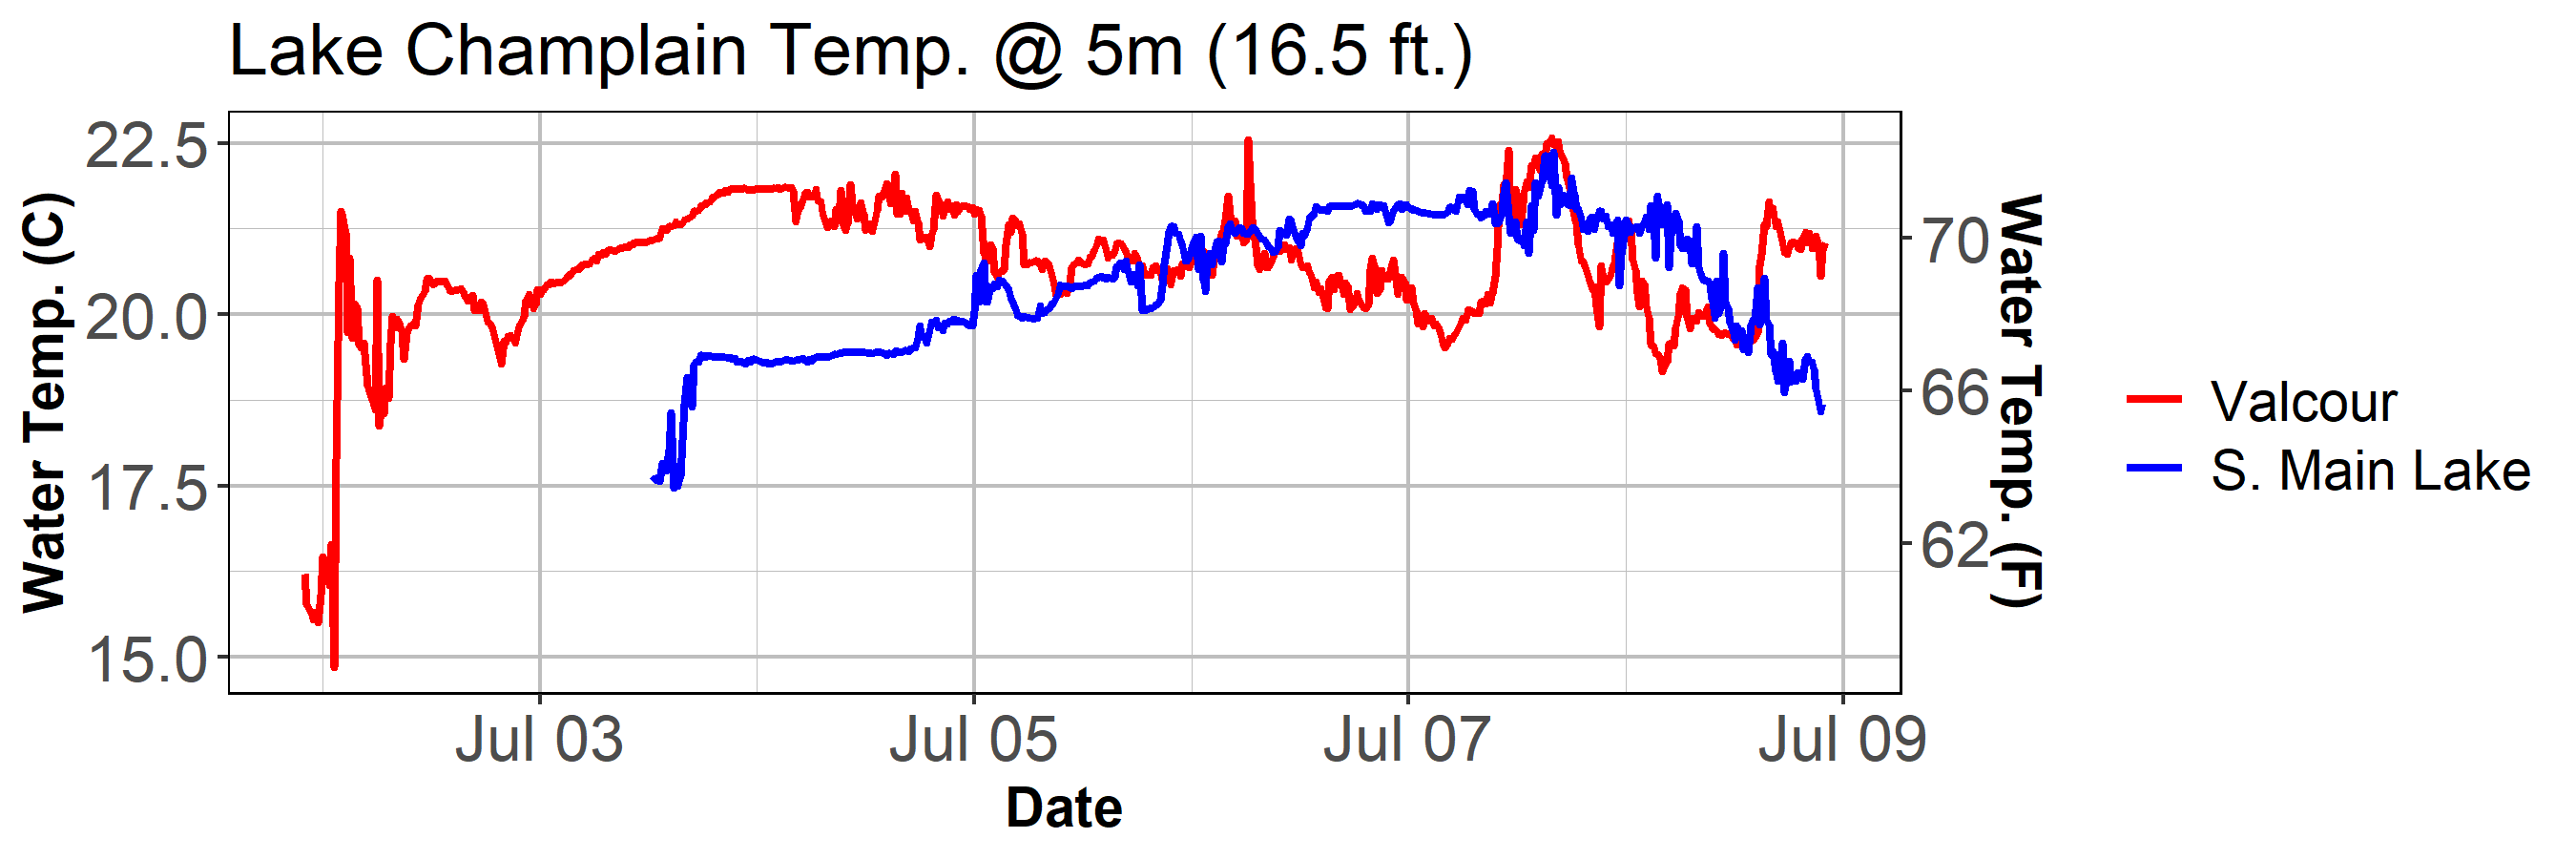 Lake Champlain Temp. @ 5m (16.5 ft.)
Water Temp. (C)
22.5
20.0
17.5
15.0
70
66
62
Water Temp. (F)
Jul 03
Jul 05
Jul 07
Jul 09
Date
Valcour
S. Main Lake